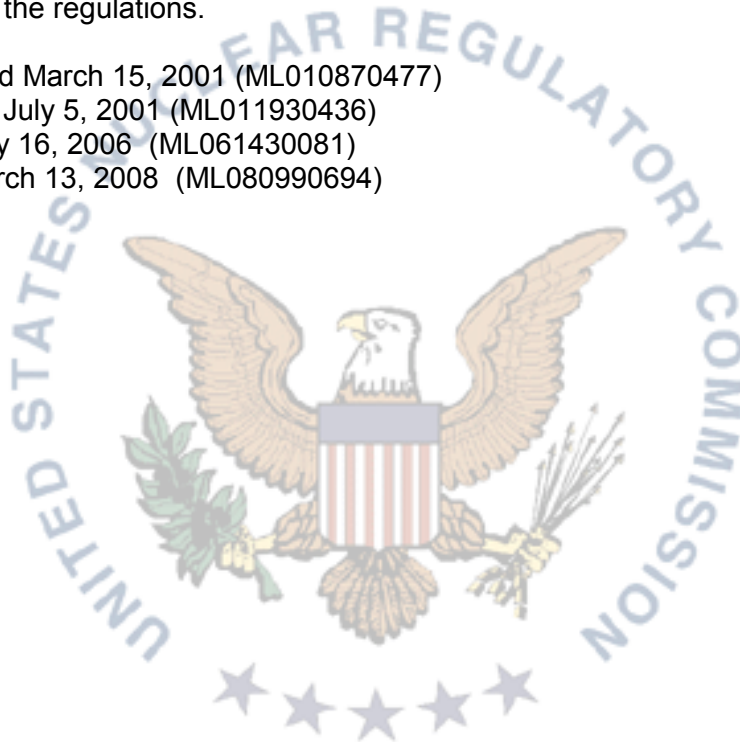 the regulations.
d March 15, 2001 (ML010870477)
July 5, 2001 (ML011930436)
y 16, 2006 (ML061430081)
rch 13, 2008 (ML080990694)
UNITED STATES NUCLEAR REGULATORY COMMISSION